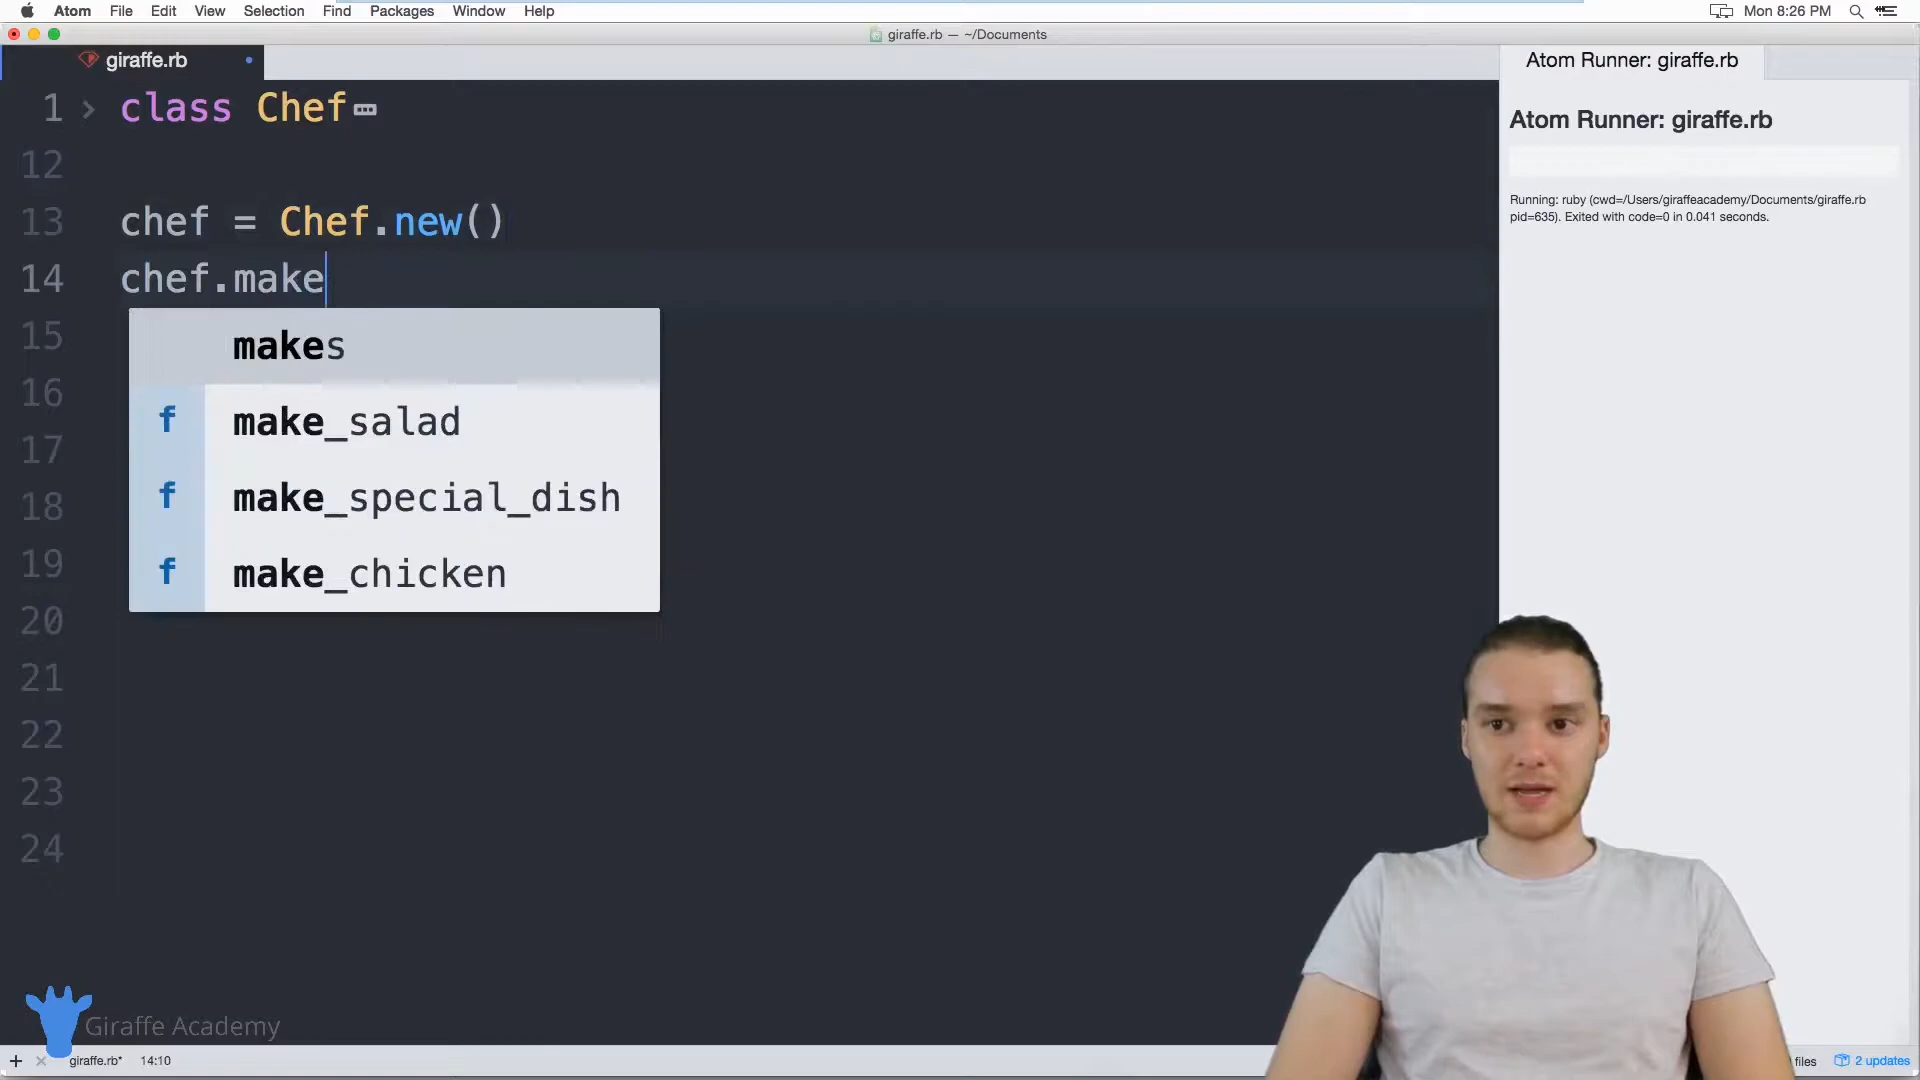 Atom File Edit View Selection Find Packages Window Help Mon 8:26 PM
giraffe.rb — ~/Documents
giraffe.rb
Atom Runner: giraffe.rb
1 > class Chef
12
13 chef = Chef.new()
14 chef.make
15
16
17
18
19
20
21
22
23
24
makes
f make_salad
f make_special_dish
f make_chicken
Atom Runner: giraffe.rb
Running: ruby (cwd=/Users/giraffeacademy/Documents/giraffe.rb
pid=635). Exited with code=0 in 0.041 seconds.
Giraffe Academy
giraffe.rb* 14:10
files 2 updates